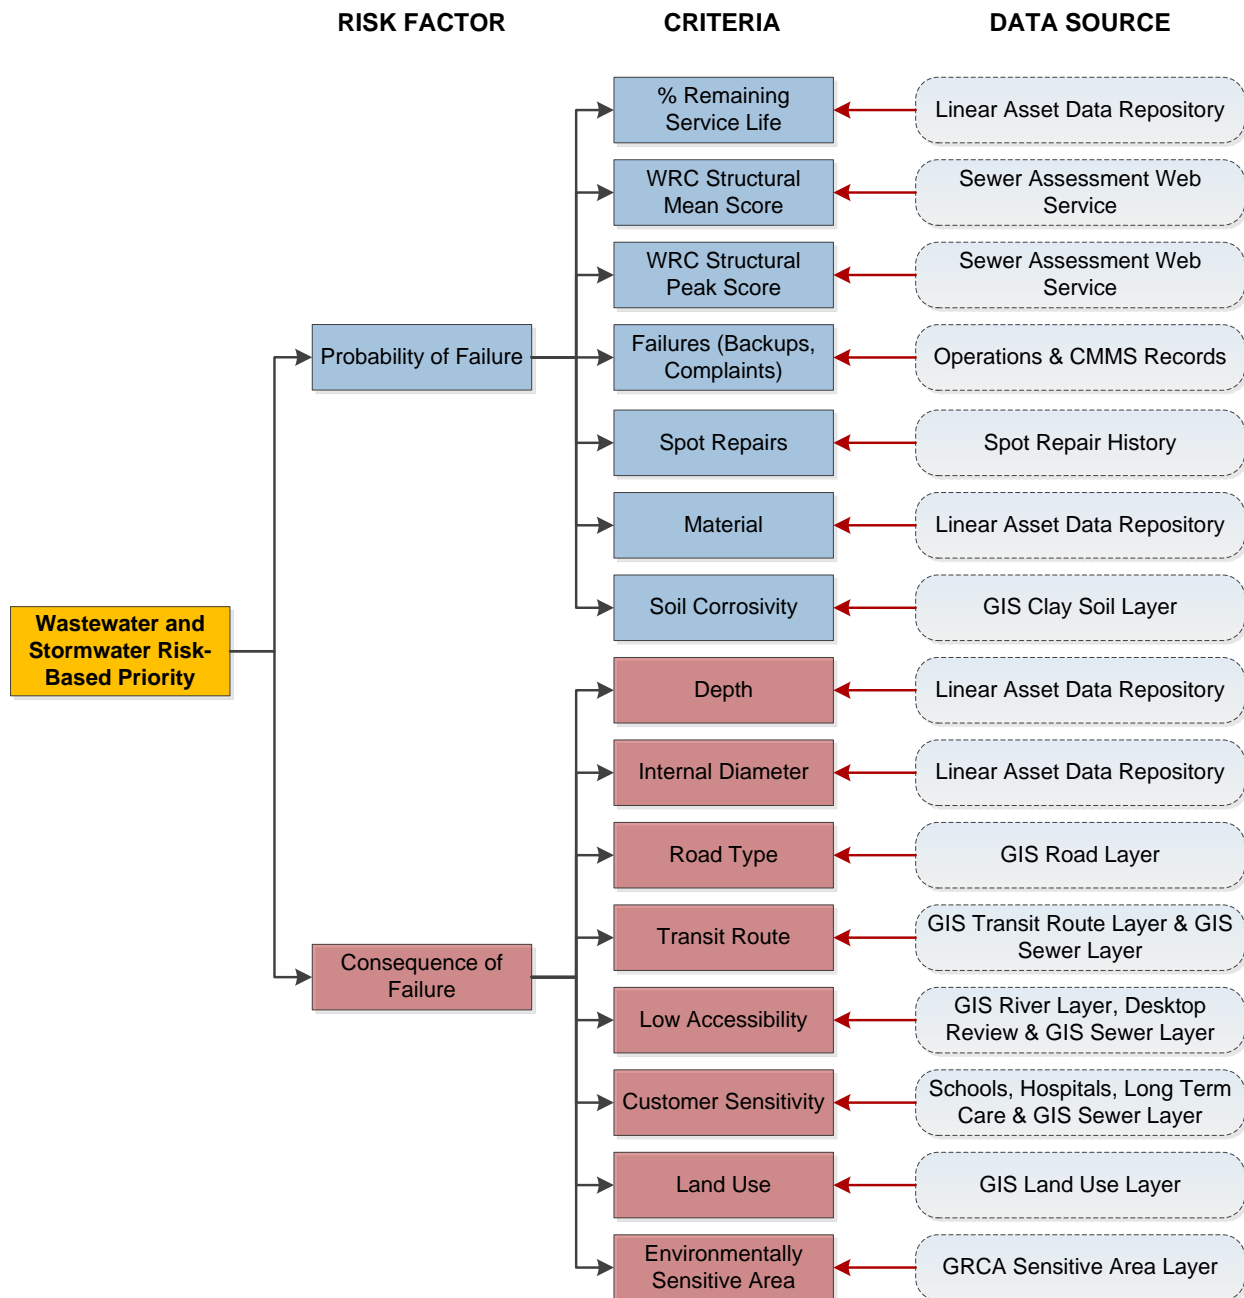 RISK FACTOR
CRITERIA
DATA SOURCE
% Remaining
Service Life
Linear Asset Data Repository
WRC Structural
Mean Score
Sewer Assessment Web
Service
WRC Structural
Peak Score
Sewer Assessment Web
Service
Probability of Failure
Failures (Backups,
Complaints)
Operations & CMMS Records
Spot Repairs
Spot Repair History
Material
Linear Asset Data Repository
Soil Corrosivity
GIS Clay Soil Layer
Wastewater and
Stormwater Risk-
Based Priority
Depth
Linear Asset Data Repository
Internal Diameter
Linear Asset Data Repository
Road Type
GIS Road Layer
Transit Route
GIS Transit Route Layer & GIS
Sewer Layer
Consequence of
Failure
Low Accessibility
GIS River Layer, Desktop
Review & GIS Sewer Layer
Customer Sensitivity
Schools, Hospitals, Long Term
Care & GIS Sewer Layer
Land Use
GIS Land Use Layer
Environmentally
Sensitive Area
GRCA Sensitive Area Layer